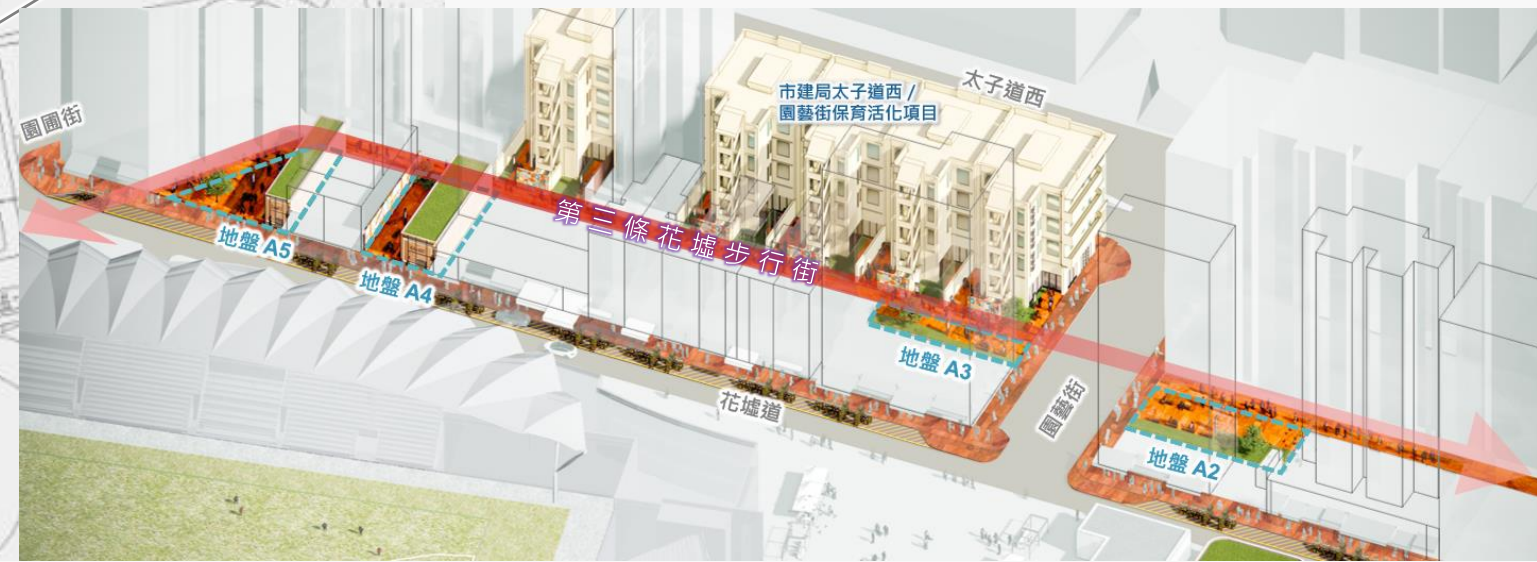 太子道西
市建局太子道西 /
園藝街保育活化項目
園圃街
第三條花墟步行街
地盤 A5
地盤 A4
地盤 A3
花墟道
園藝街
地盤 A2